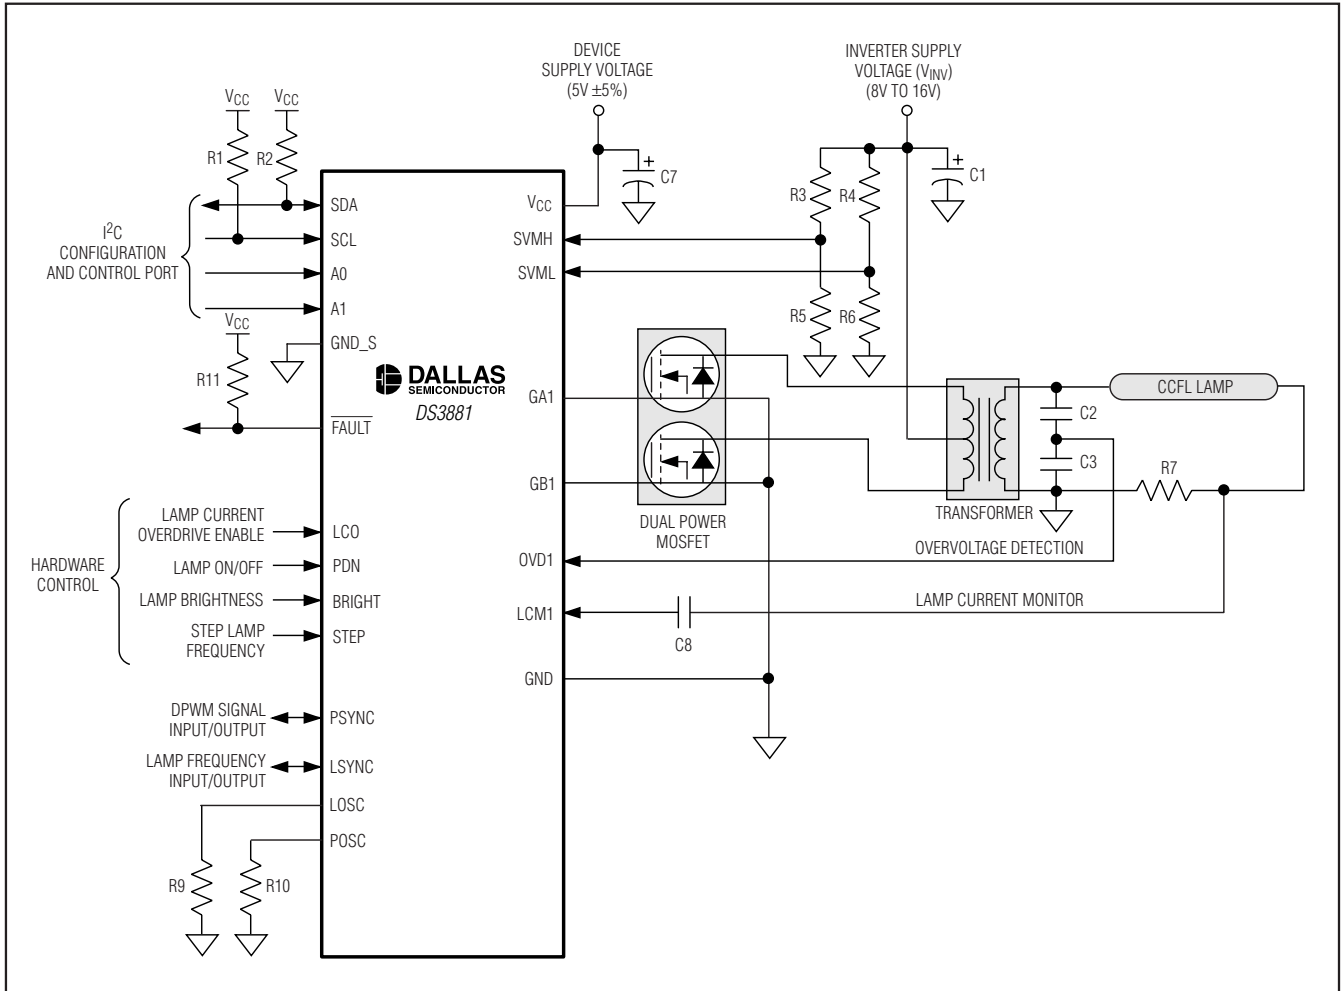 DEVICE
SUPPLY VOLTAGE
(5V ±5%)
INVERTER SUPPLY
VOLTAGE (VINV)
(8V TO 16V)
VCC
VCC
R1
R2
C7
R3
R4
C1
I2C
CONFIGURATION
AND CONTROL PORT
SDA
SCL
A0
A1
VCC
SVMH
SVML
R5
R6
VCC
GND_S
R11
FAULT
DALLAS
SEMICONDUCTOR
DS3881
GA1
GB1
DUAL POWER
MOSFET
CCFL LAMP
C2
C3
R7
TRANSFORMER
OVERVOLTAGE DETECTION
OVD1
LAMP CURRENT MONITOR
LCM1
C8
GND
HARDWARE
CONTROL
LAMP CURRENT
OVERDRIVE ENABLE
LCO
LAMP ON/OFF
PDN
LAMP BRIGHTNESS
BRIGHT
STEP LAMP
FREQUENCY
STEP
DPWM SIGNAL
INPUT/OUTPUT
PSYNC
LAMP FREQUENCY
INPUT/OUTPUT
LSYNC
LOSC
POSC
R9
R10